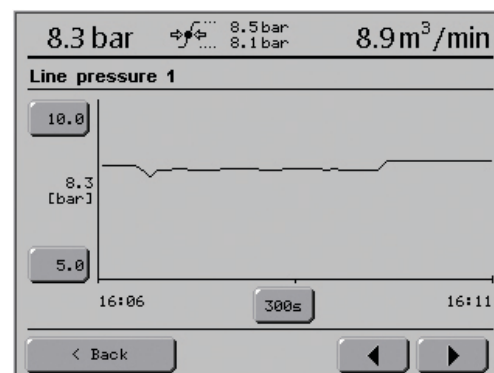 8.3 bar 8.5 bar 8.9 m³/min
8.1 bar
Line pressure 1
10.0
8.3
[bar]
5.0
16:06 300s 16:11
< Back